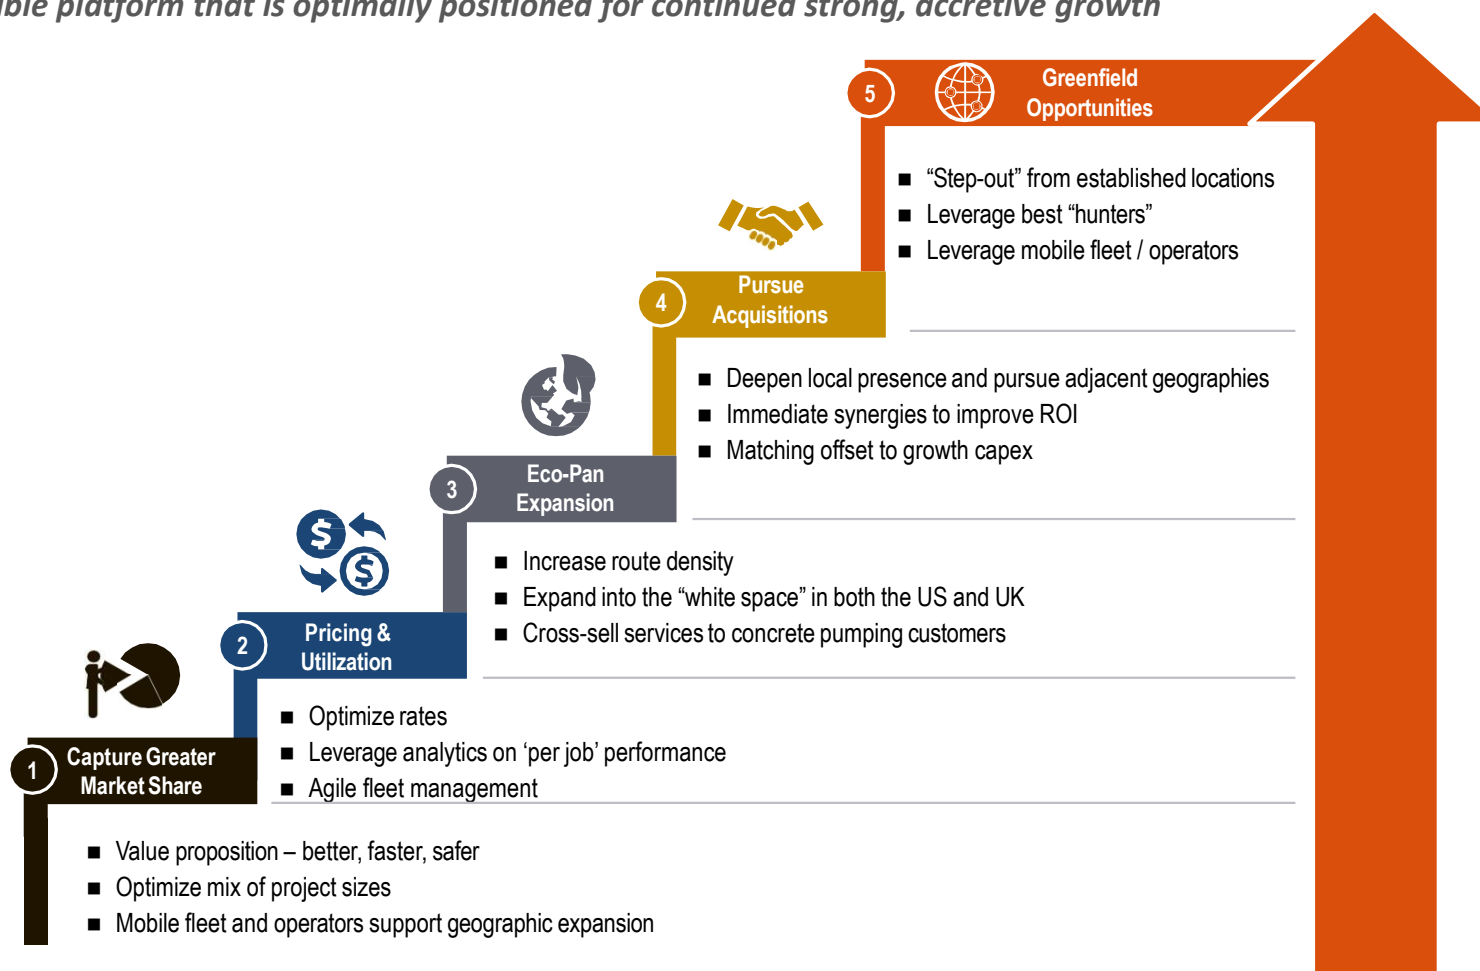 platform that is optimally positioned for continued strong, accretive growth
5
Greenfield
Opportunities
■ “Step-out” from established locations
■ Leverage best “hunters”
■ Leverage mobile fleet / operators
4
Pursue
Acquisitions
■ Deepen local presence and pursue adjacent geographies
■ Immediate synergies to improve ROI
■ Matching offset to growth capex
3
Eco-Pan
Expansion
■ Increase route density
■ Expand into the “white space” in both the US and UK
■ Cross-sell services to concrete pumping customers
$
$
2
Pricing &
Utilization
■ Optimize rates
■ Leverage analytics on ‘per job’ performance
■ Agile fleet management
1
Capture Greater
Market Share
■ Value proposition – better, faster, safer
■ Optimize mix of project sizes
■ Mobile fleet and operators support geographic expansion